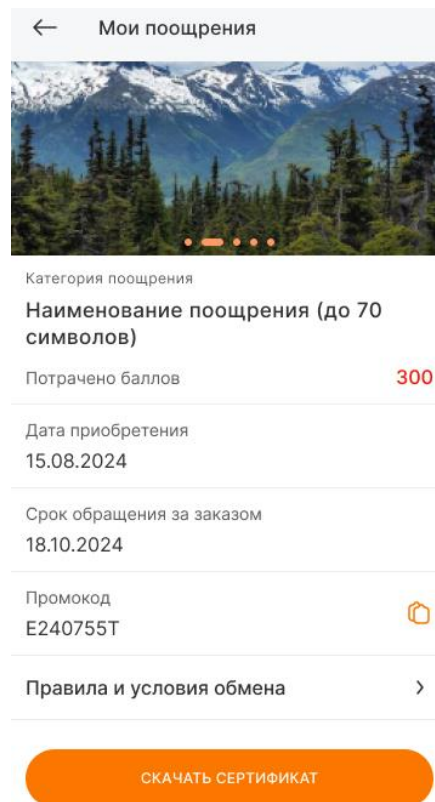 Мои поощрения
Категория поощрения
Наименование поощрения (до 70
символов)
Потрачено баллов 300
Дата приобретения
15.08.2024
Срок обращения за заказом
18.10.2024
Промокод
E240755T
Правила и условия обмена
СКАЧАТЬ СЕРТИФИКАТ